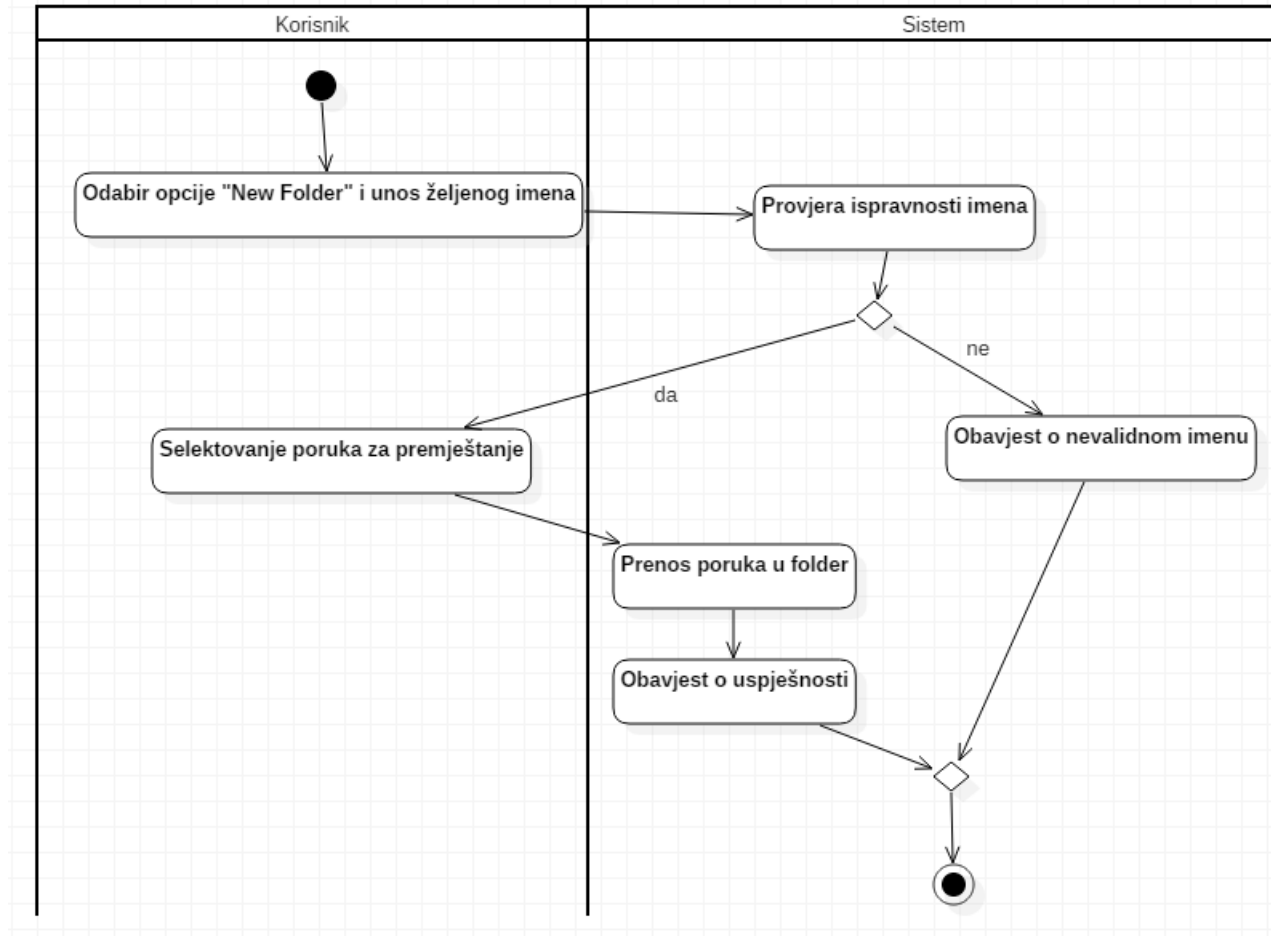 Korisnik
Sistem
Odabir opcije "New Folder" i unos željenog imena
Provjera ispravnosti imena
ne
da
Obavjest o nevalidnom imenu
Selektovanje poruka za premještanje
Prenos poruka u folder
Obavjest o uspješnosti